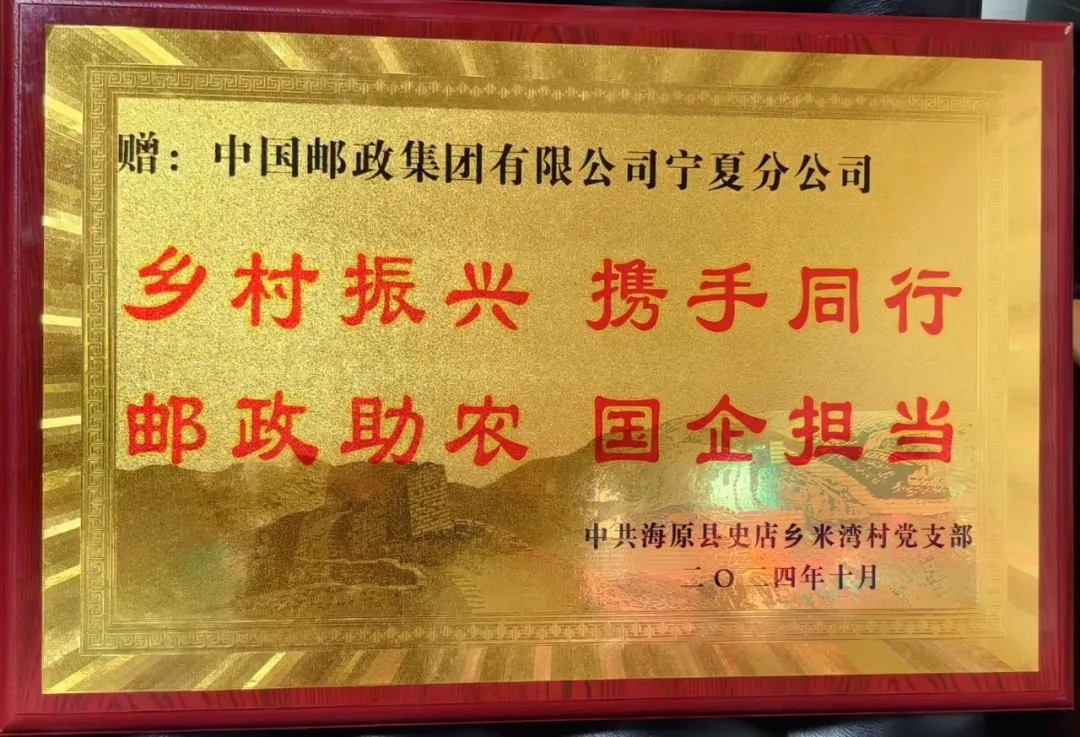 赠：中国邮政集团有限公司宁夏分公司
乡村振兴 携手同行
邮政助农 国企担当
中共海原县史店乡米湾村党支部
二〇二四年十月